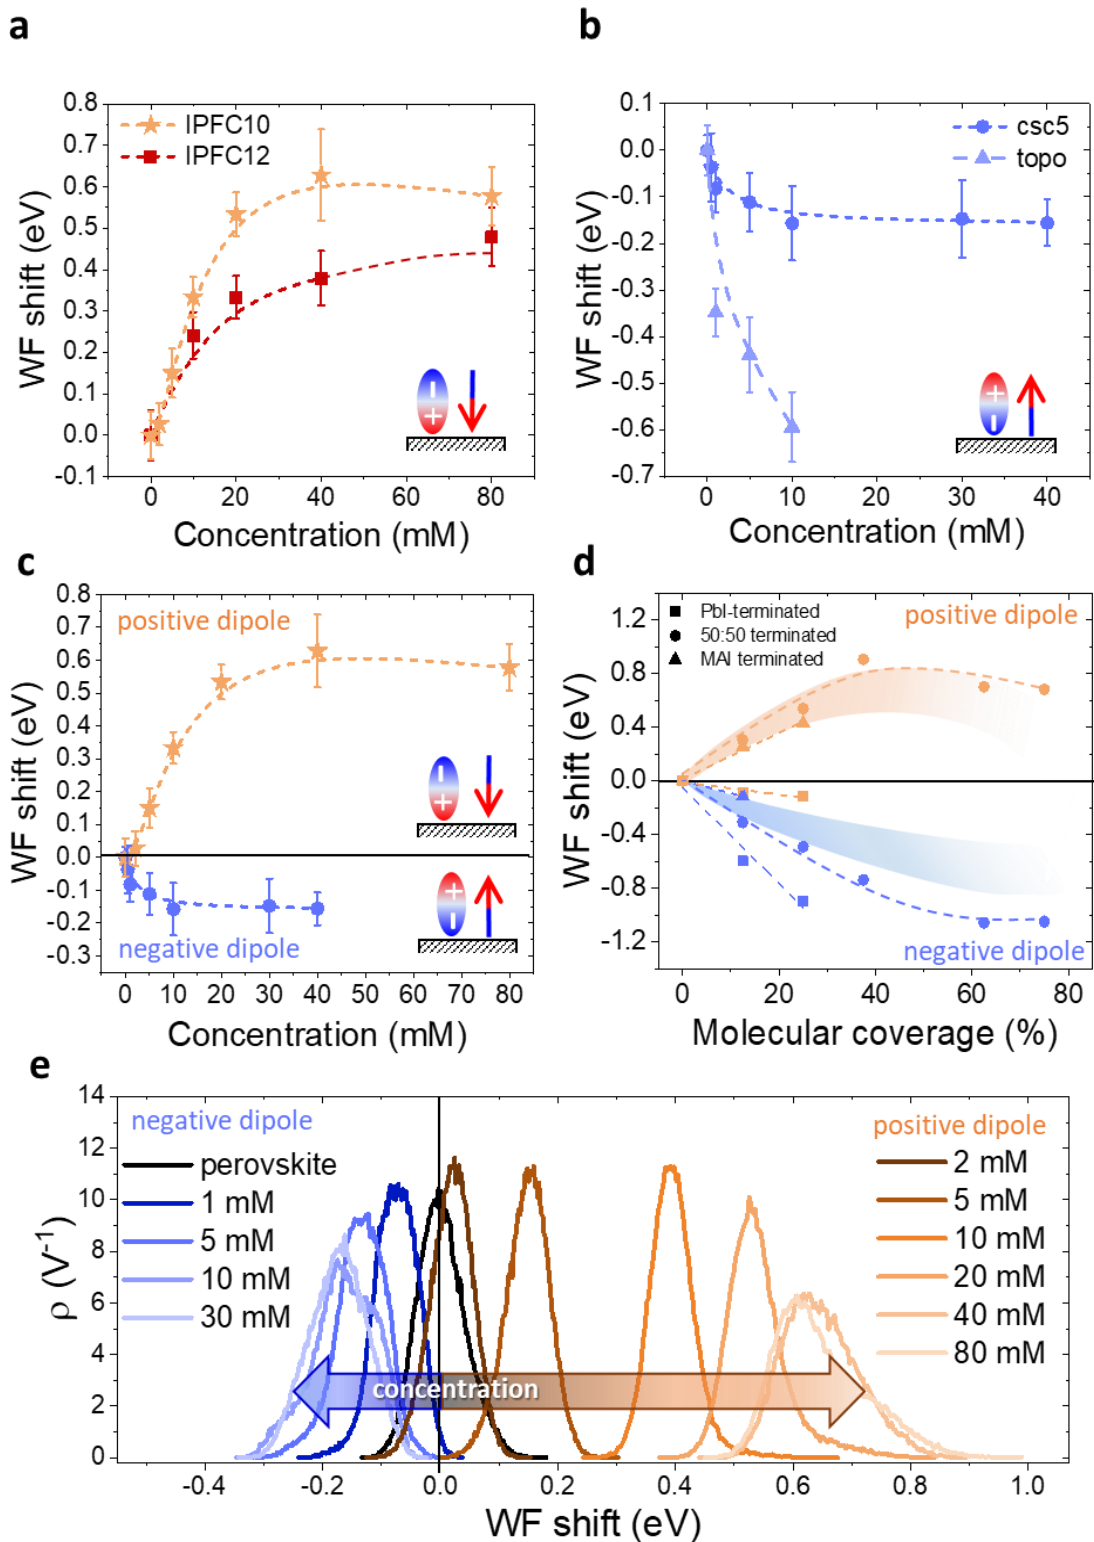 a
0.8
0.7
0.6
0.5
0.4
0.3
0.2
0.1
0.0
-0.1
WF shift (eV)
IPFC10
IPFC12
− +
0 20 40 60 80
Concentration (mM)
b
0.1
0.0
-0.1
-0.2
-0.3
-0.4
-0.5
-0.6
-0.7
WF shift (eV)
csc5
topo
+ −
0 10 20 30 40
Concentration (mM)
c
0.8
0.7
0.6
0.5
0.4
0.3
0.2
0.1
0.0
-0.1
-0.2
-0.3
WF shift (eV)
positive dipole
− +
+ −
negative dipole
0 10 20 30 40 50 60 70 80
Concentration (mM)
d
1.2
0.8
0.4
0.0
-0.4
-0.8
-1.2
WF shift (eV)
PbI-terminated
50:50 terminated
MAI terminated
positive dipole
negative dipole
0 20 40 60 80
Molecular coverage (%)
e
14
12
10
8
6
4
2
0
ρ (V⁻¹)
negative dipole
perovskite
1 mM
5 mM
10 mM
30 mM
positive dipole
2 mM
5 mM
10 mM
20 mM
40 mM
80 mM
concentration
-0.4 -0.2 0.0 0.2 0.4 0.6 0.8 1.0
WF shift (eV)